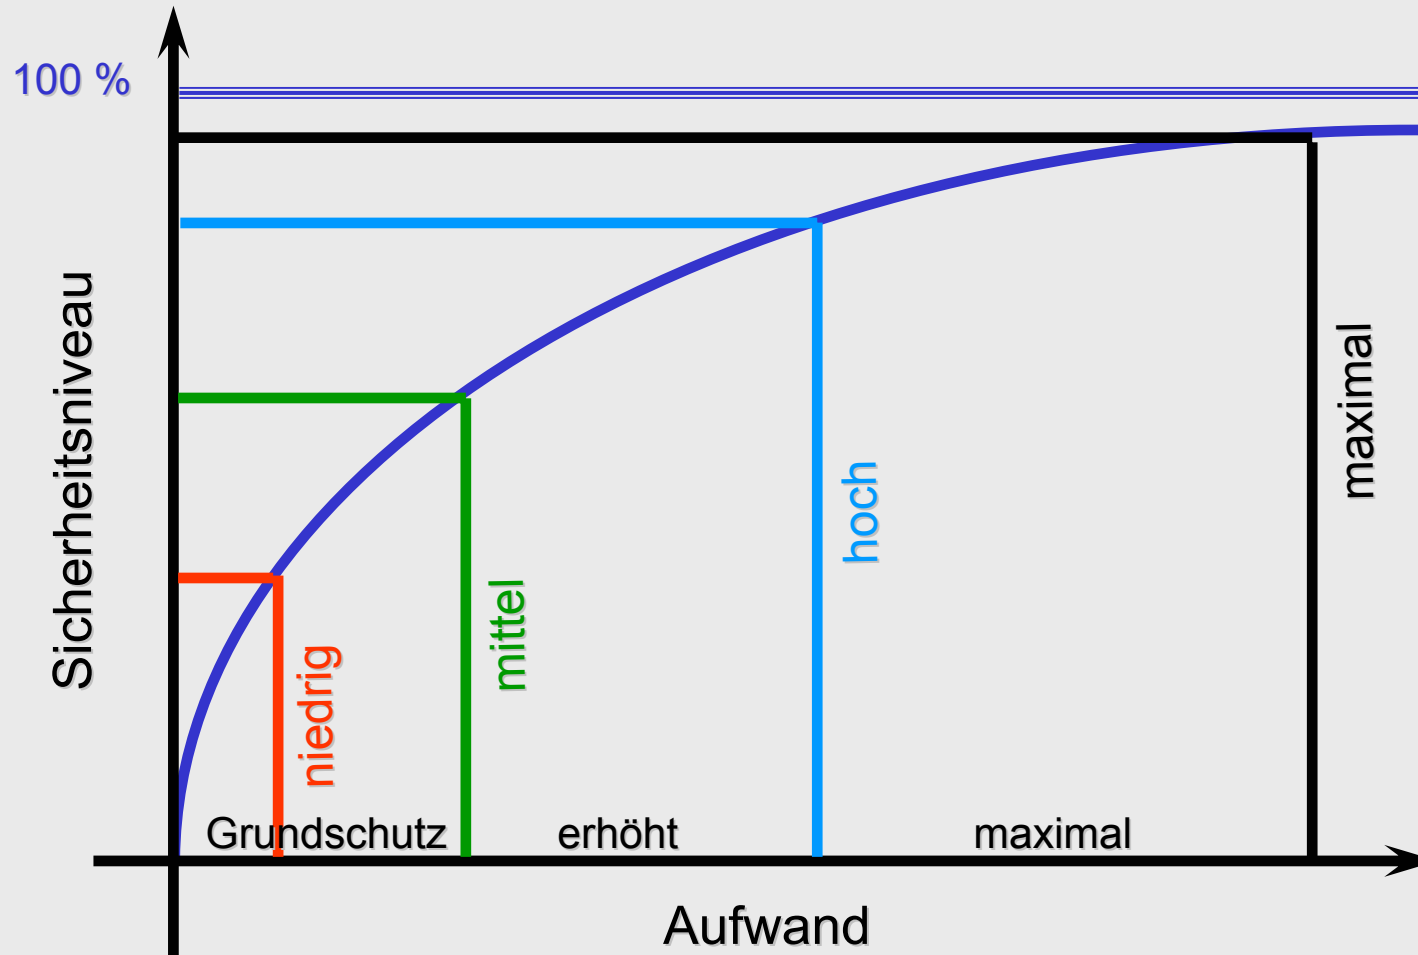 100 %
Sicherheitsniveau
niedrig
mittel
hoch
maximal
Grundschutz
erhöht
maximal
Aufwand